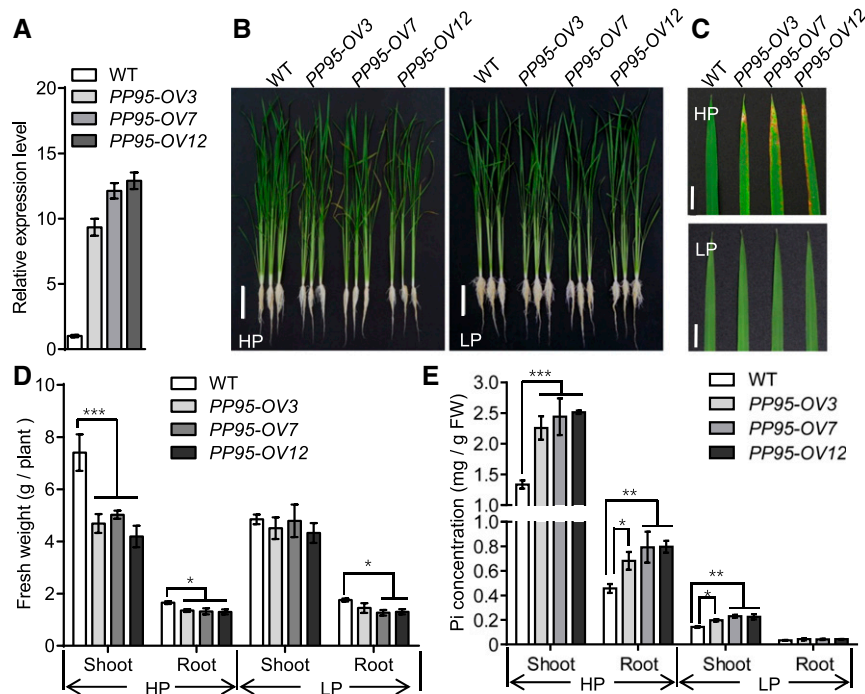 A
WT
PP95-OV3
PP95-OV7
PP95-OV12
Relative expression level
20
15
10
5
0
B
WT
PP95-OV3
PP95-OV7
PP95-OV12
WT
PP95-OV3
PP95-OV7
PP95-OV12
HP
LP
C
WT
PP95-OV3
PP95-OV7
PP95-OV12
HP
LP
D
WT
PP95-OV3
PP95-OV7
PP95-OV12
Fresh weight (g / plant )
10
8
6
4
2
0
***
*
*
Shoot
Root
Shoot
Root
HP
LP
E
WT
PP95-OV3
PP95-OV7
PP95-OV12
Pi concentration (mg / g FW)
3.0
2.5
2.0
1.5
1.0
1.0
0.8
0.6
0.4
0.2
0
***
**
*
**
*
Shoot
Root
Shoot
Root
HP
LP